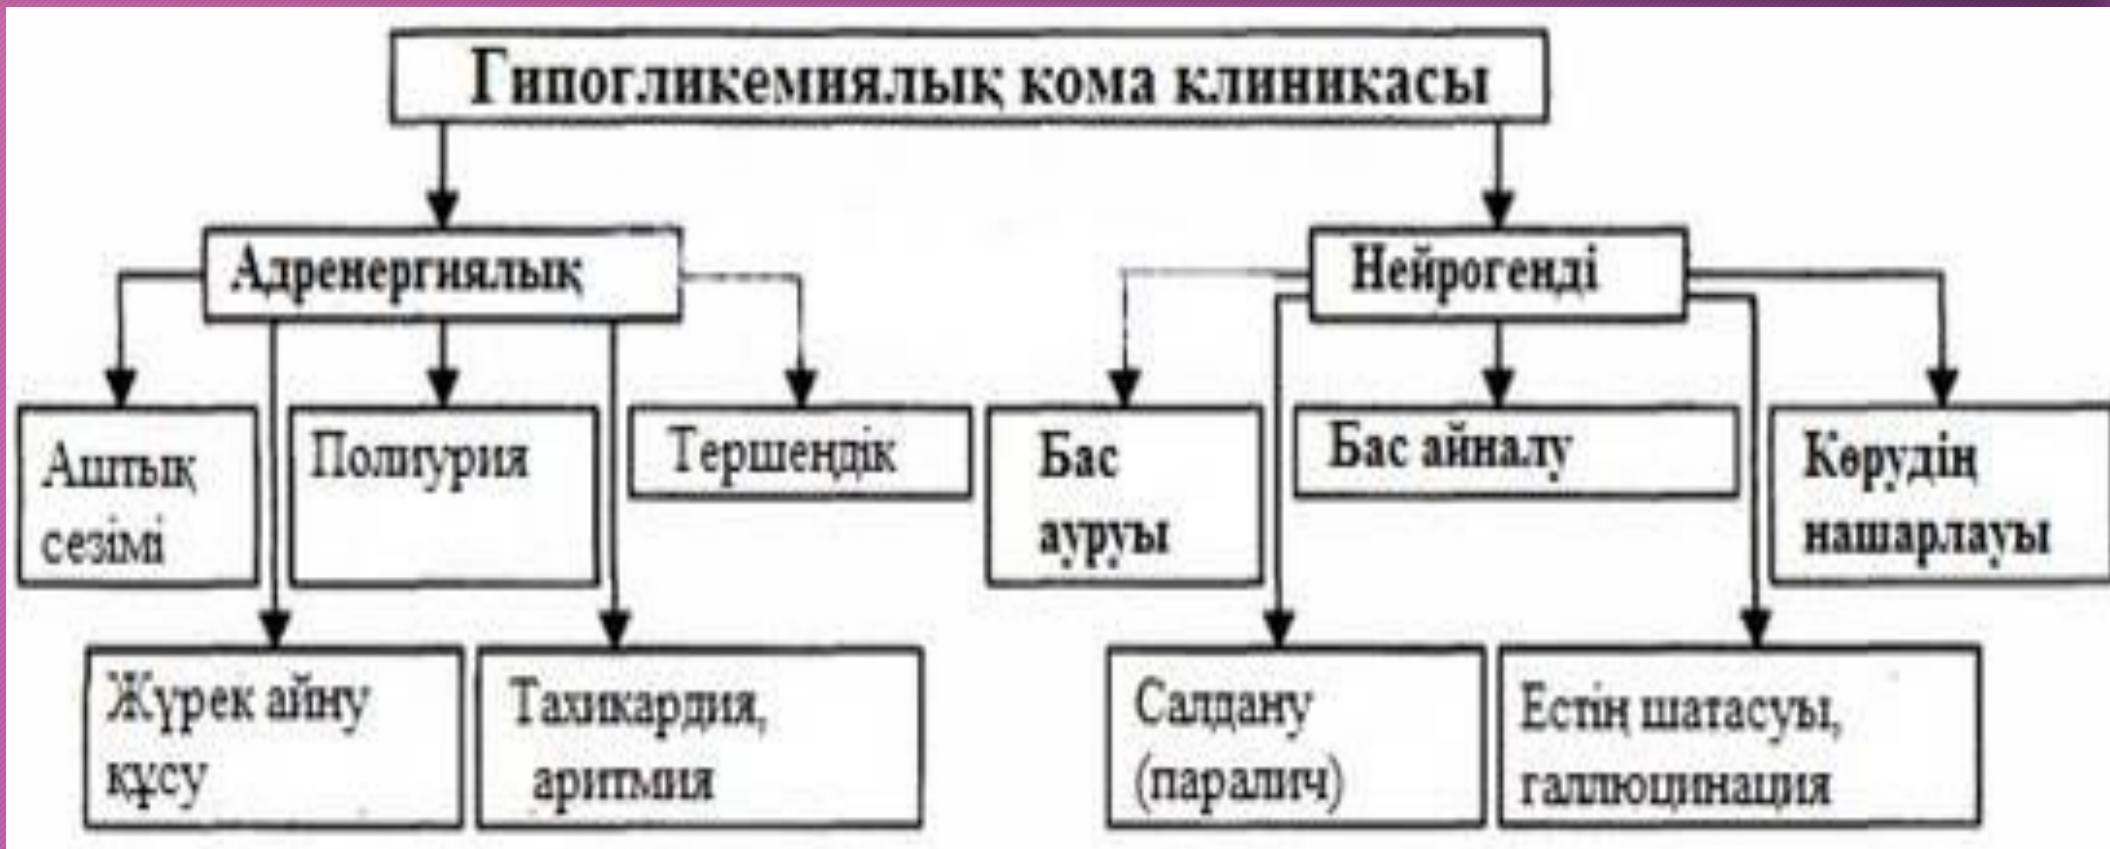 Гипогликемиялық кома клиникасы
Адренергиялық
Нейрогенді
Аштық
сезімі
Полиурия
Тершеңдік
Бас
ауруы
Бас айналу
Көрудің
нашарлауы
Жүрек айну
құсу
Тахикардия,
аритмия
Салдану
(паралич)
Естің шатасуы,
галлюцинация